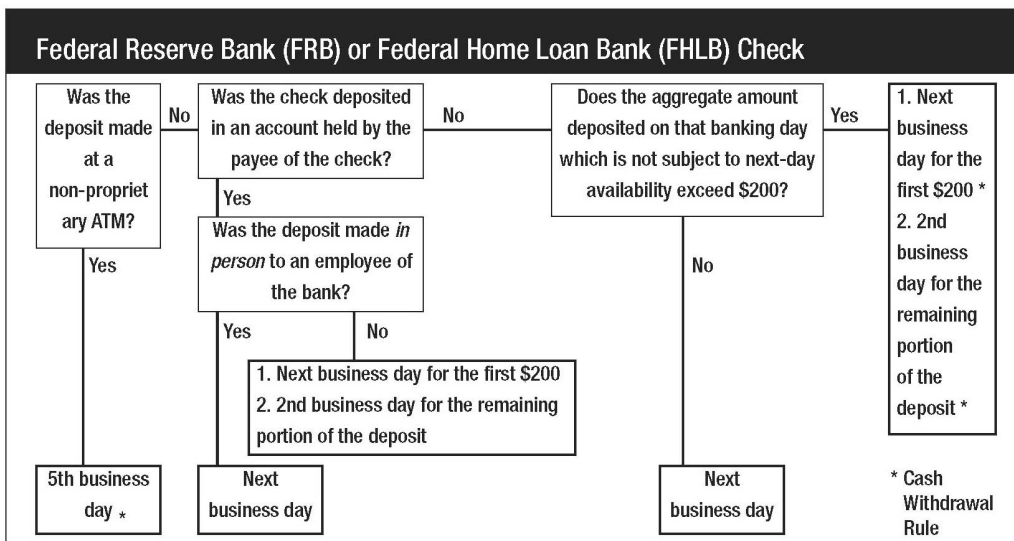 Federal Reserve Bank (FRB) or Federal Home Loan Bank (FHLB) Check
Was the
deposit made
at a
non-propriet
ary ATM?
No
Was the check deposited
in an account held by the
payee of the check?
No
Does the aggregate amount
deposited on that banking day
which is not subject to next-day
availability exceed $200?
Yes
1. Next
business
day for the
first $200 *
2. 2nd
business
day for the
remaining
portion
of the
deposit *
Yes
Was the deposit made in
person to an employee of
the bank?
Yes
No
Yes
No
1. Next business day for the first $200
2. 2nd business day for the remaining
portion of the deposit
5th business
day *
Next
business day
Next
business day
* Cash
Withdrawal
Rule